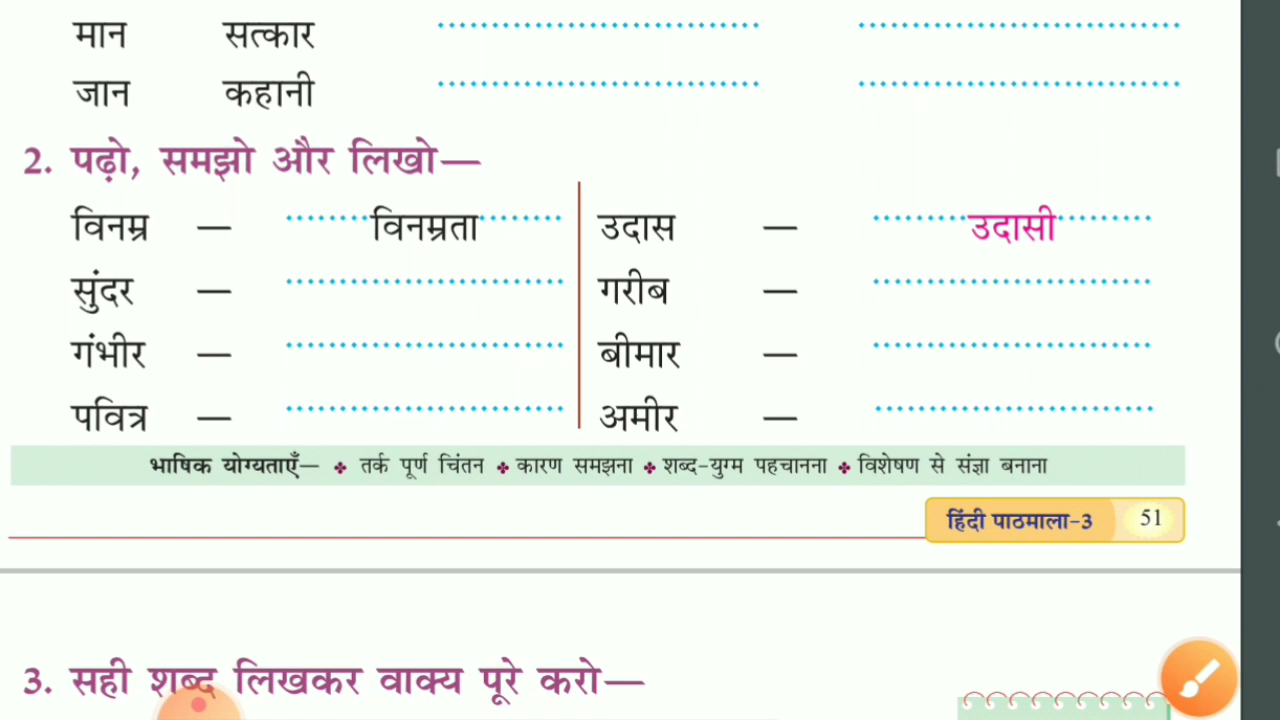 मान सत्कार
जान कहानी
2. पढ़ो, समझो और लिखो—
विनम्र — विनम्रता उदास — उदासी
सुंदर — गरीब —
गंभीर — बीमार —
पवित्र — अमीर —
भाषिक योग्यताएँ— तर्क पूर्ण चिंतन कारण समझना शब्द-युग्म पहचानना विशेषण से संज्ञा बनाना
हिंदी पाठमाला-3 51
3. सही शब्द लिखकर वाक्य पूरे करो—